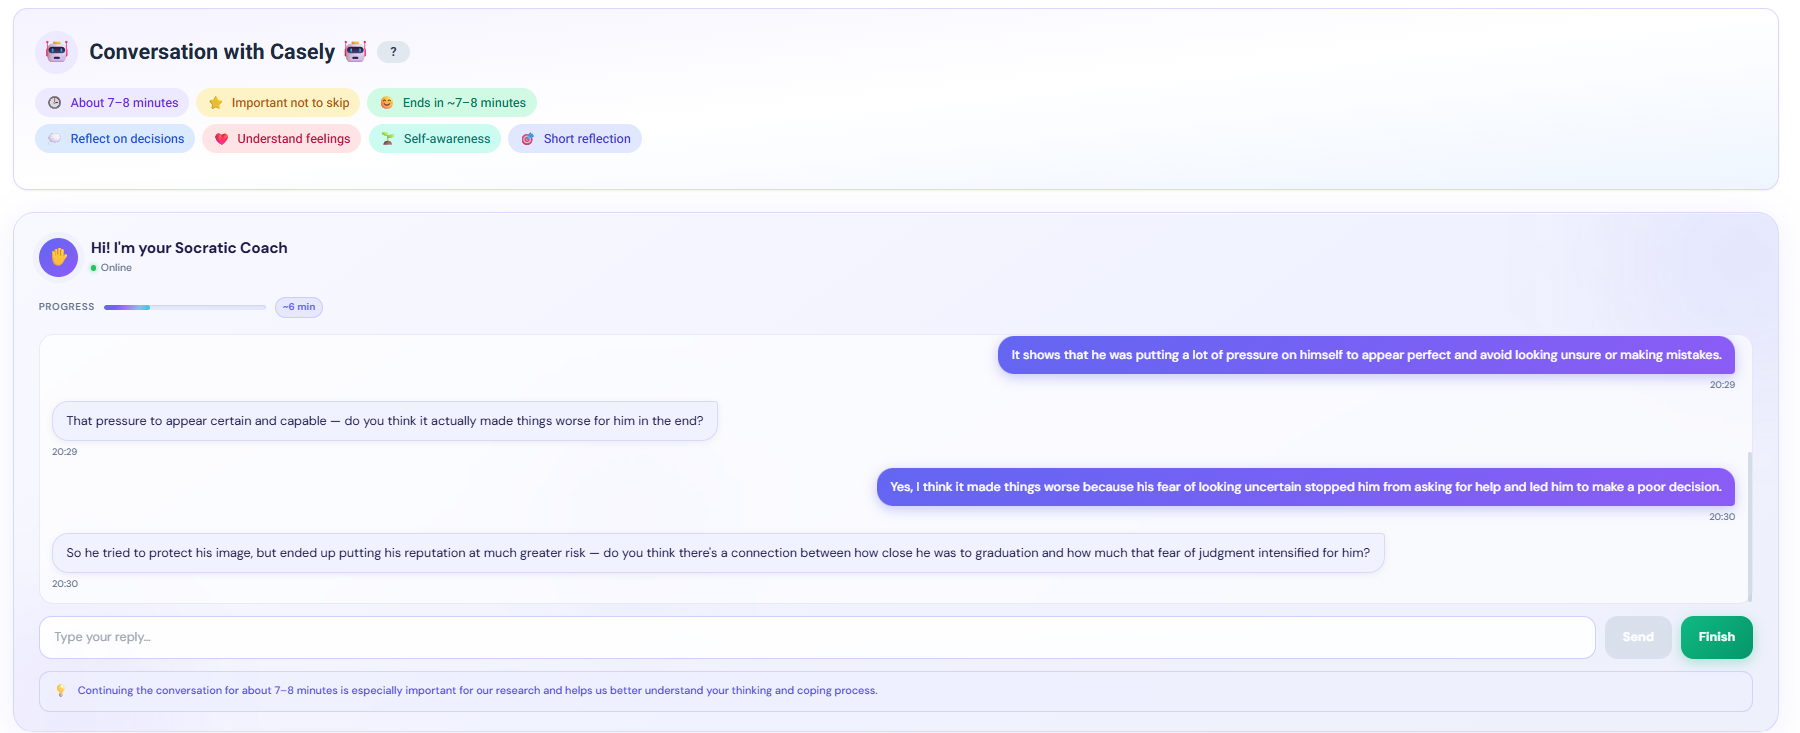 Conversation with Casely
?
About 7–8 minutes
Important not to skip
Ends in ~7–8 minutes
Reflect on decisions
Understand feelings
Self-awareness
Short reflection
Hi! I'm your Socratic Coach
Online
PROGRESS
~6 min
It shows that he was putting a lot of pressure on himself to appear perfect and avoid looking unsure or making mistakes.
20:29
That pressure to appear certain and capable — do you think it actually made things worse for him in the end?
20:29
Yes, I think it made things worse because his fear of looking uncertain stopped him from asking for help and led him to make a poor decision.
20:30
So he tried to protect his image, but ended up putting his reputation at much greater risk — do you think there's a connection between how close he was to graduation and how much that fear of judgment intensified for him?
20:30
Type your reply...
Send
Finish
Continuing the conversation for about 7–8 minutes is especially important for our research and helps us better understand your thinking and coping process.